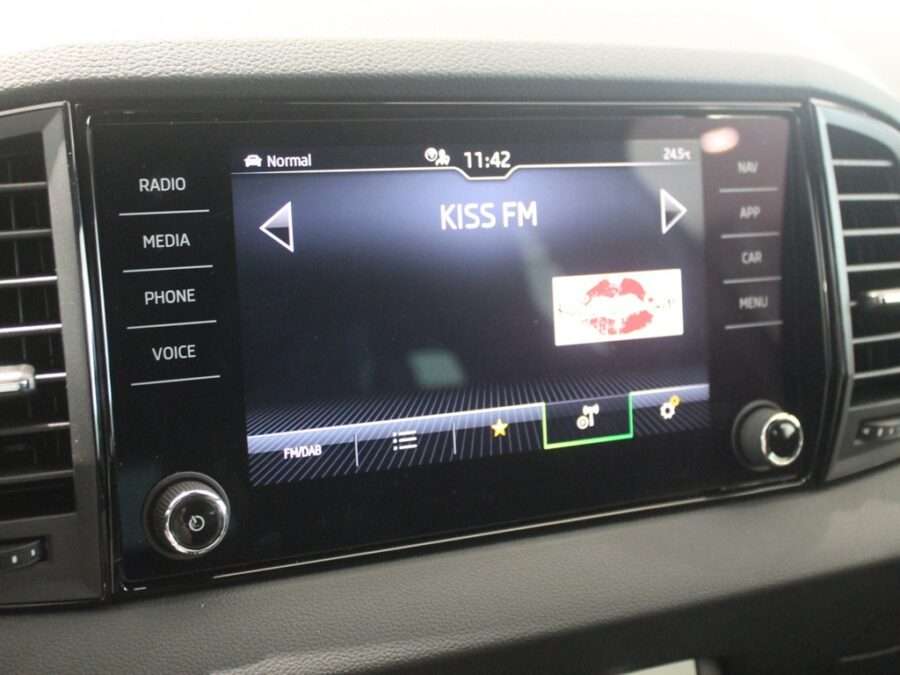 Normal
11:42
24.5°C
KISS FM
RADIO
MEDIA
PHONE
VOICE
NAV
APP
CAR
MENU
FM/DAB